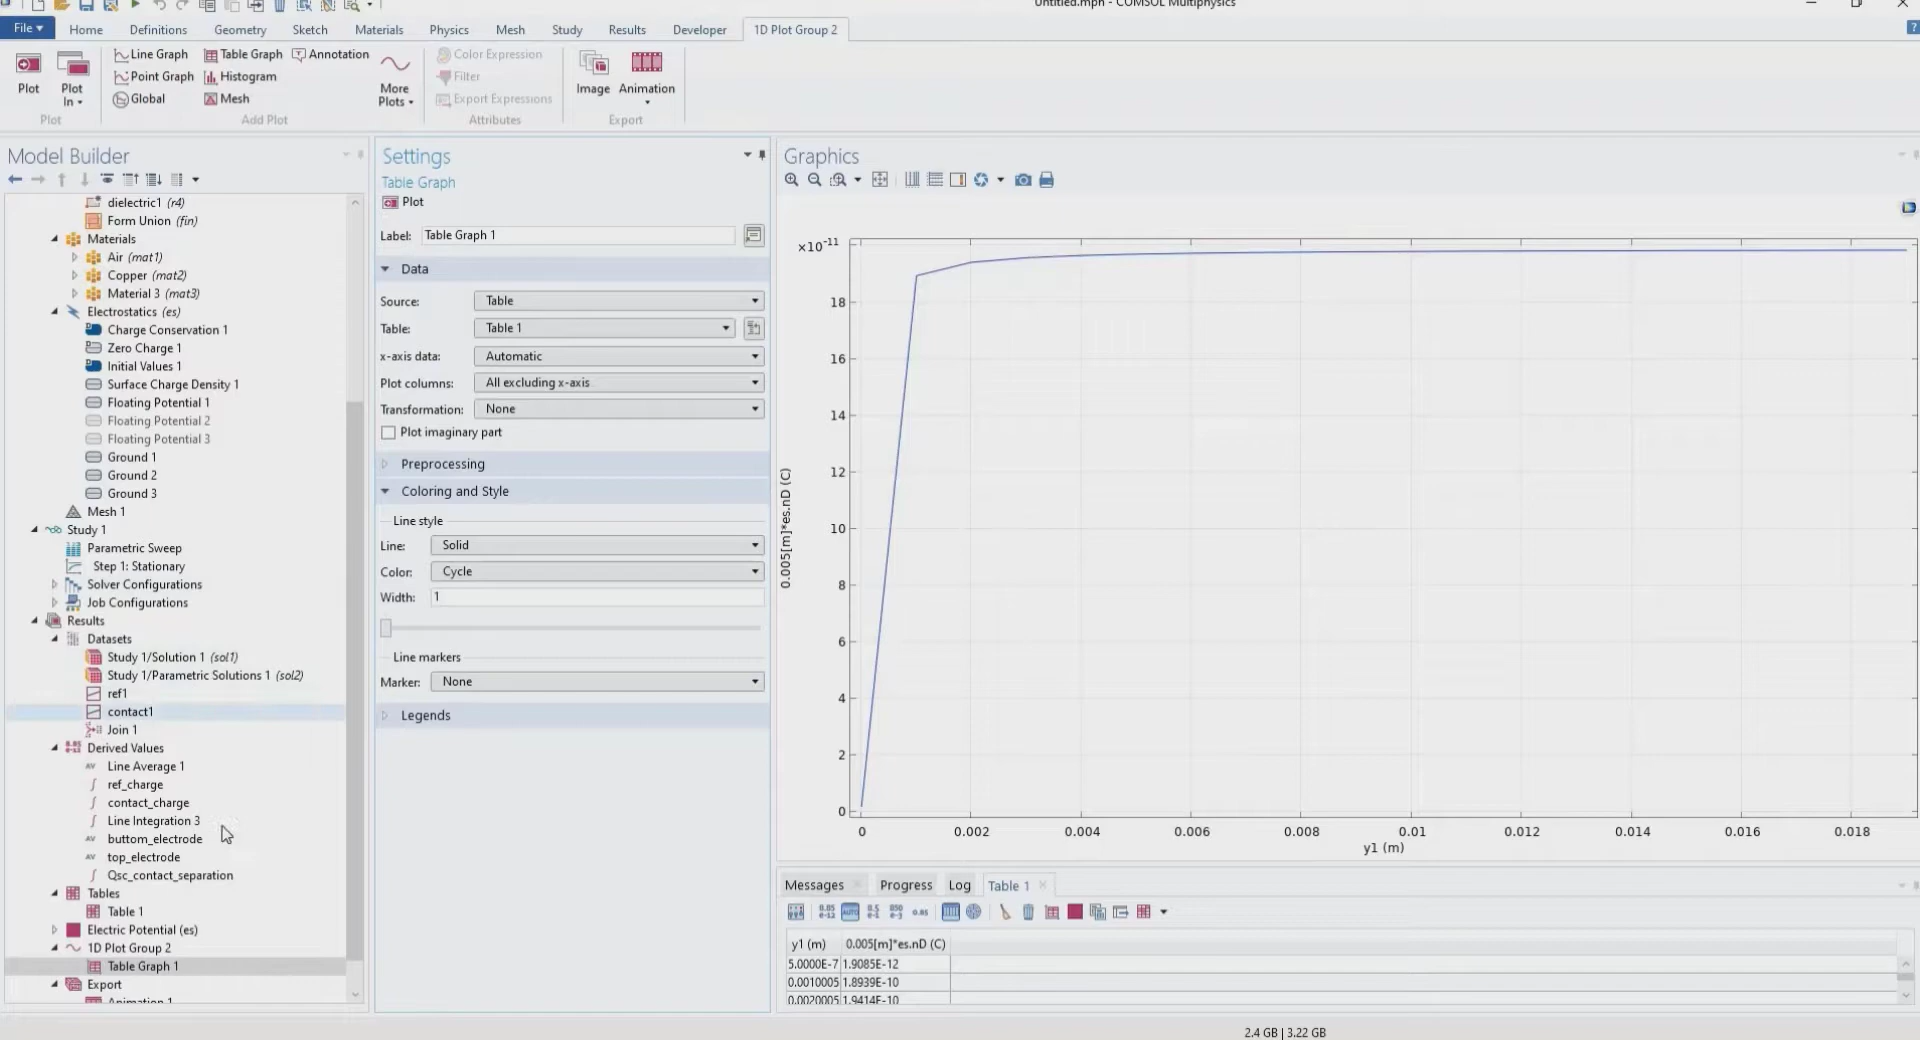 Untitled.mph - COMSOL Multiphysics
File Home Definitions Geometry Sketch Materials Physics Mesh Study Results Developer 1D Plot Group 2
Plot
Plot In
Plot
Line Graph Table Graph Annotation
Point Graph Histogram
Global Mesh
More Plots
Add Plot
Color Expression
Filter
Export Expressions
Attributes
Image Animation
Export
Model Builder
dielectric1 (r4)
Form Union (fin)
Materials
Air (mat1)
Copper (mat2)
Material 3 (mat3)
Electrostatics (es)
Charge Conservation 1
Zero Charge 1
Initial Values 1
Surface Charge Density 1
Floating Potential 1
Floating Potential 2
Floating Potential 3
Ground 1
Ground 2
Ground 3
Mesh 1
Study 1
Parametric Sweep
Step 1: Stationary
Solver Configurations
Job Configurations
Results
Datasets
Study 1/Solution 1 (sol1)
Study 1/Parametric Solutions 1 (sol2)
ref1
contact1
Join 1
Derived Values
Line Average 1
ref_charge
contact_charge
Line Integration 3
buttom_electrode
top_electrode
Qsc_contact_separation
Tables
Table 1
Electric Potential (es)
1D Plot Group 2
Table Graph 1
Export
Animation 1
Settings
Table Graph
Plot
Label: Table Graph 1
Data
Source: Table
Table: Table 1
x-axis data: Automatic
Plot columns: All excluding x-axis
Transformation: None
Plot imaginary part
Preprocessing
Coloring and Style
Line style
Line: Solid
Color: Cycle
Width: 1
Line markers
Marker: None
Legends
Graphics
×10⁻¹¹
18
16
14
12
10
8
6
4
2
0
0.005[m]*es.nD (C)
0 0.002 0.004 0.006 0.008 0.01 0.012 0.014 0.016 0.018
y1 (m)
Messages Progress Log Table 1
8.85 e-12 AUTO 8.5 e-3 850 e-3 0.85
y1 (m) 0.005[m]*es.nD (C)
5.0000E-7 1.9085E-12
0.0010005 1.8939E-10
0.0020005 1.9414E-10
2.4 GB | 3.22 GB